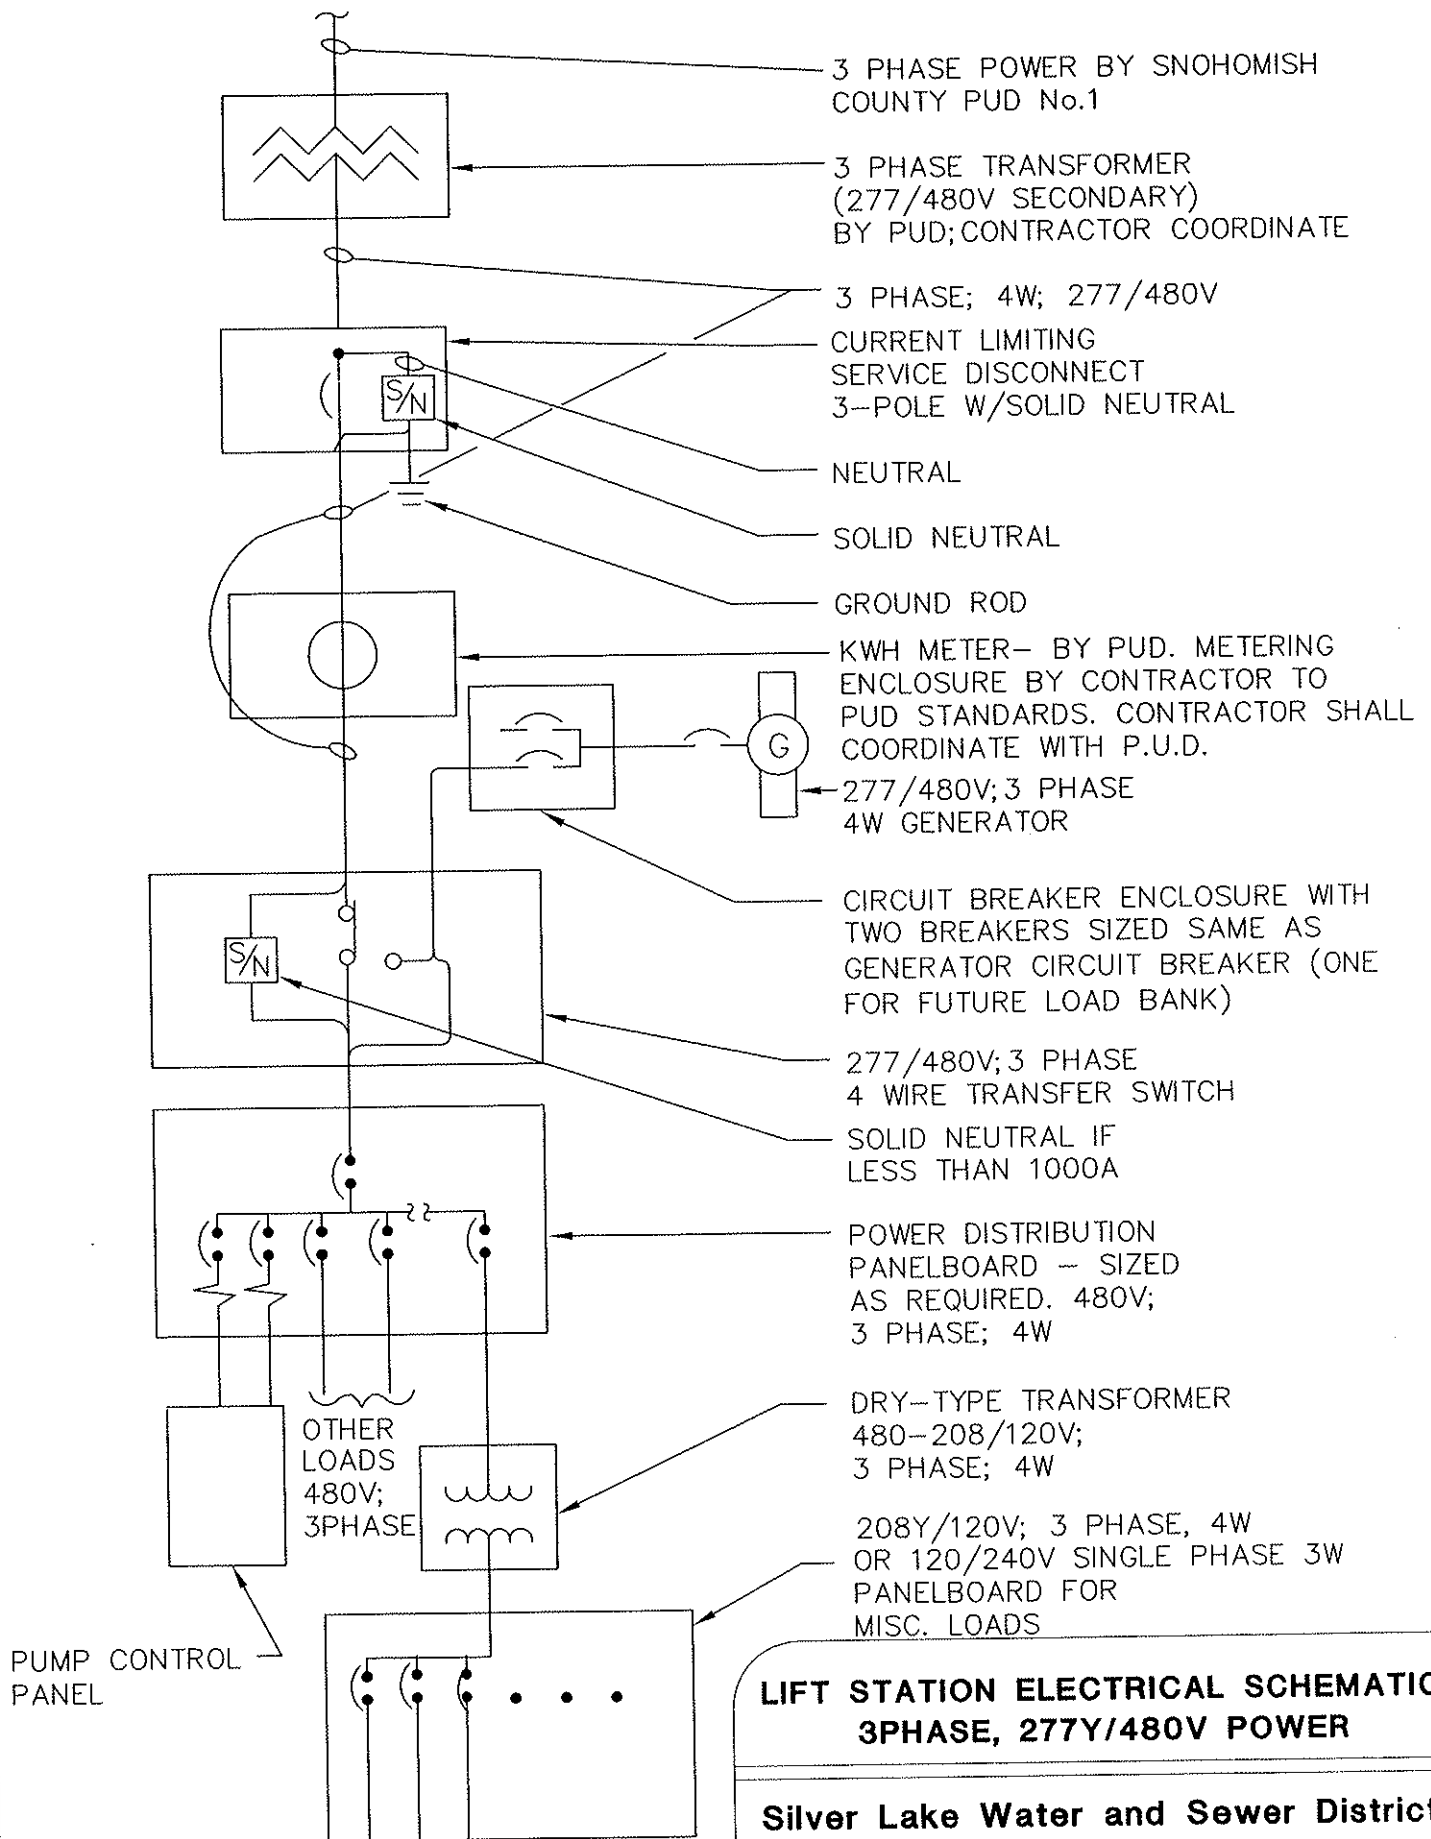 3 PHASE POWER BY SNOHOMISH
COUNTY PUD No.1
3 PHASE TRANSFORMER
(277/480V SECONDARY)
BY PUD; CONTRACTOR COORDINATE
3 PHASE; 4W; 277/480V
CURRENT LIMITING
SERVICE DISCONNECT
3-POLE W/SOLID NEUTRAL
S/N
NEUTRAL
SOLID NEUTRAL
GROUND ROD
KWH METER- BY PUD. METERING
ENCLOSURE BY CONTRACTOR TO
PUD STANDARDS. CONTRACTOR SHALL
COORDINATE WITH P.U.D.
G
277/480V; 3 PHASE
4W GENERATOR
CIRCUIT BREAKER ENCLOSURE WITH
TWO BREAKERS SIZED SAME AS
GENERATOR CIRCUIT BREAKER (ONE
FOR FUTURE LOAD BANK)
S/N
277/480V; 3 PHASE
4 WIRE TRANSFER SWITCH
SOLID NEUTRAL IF
LESS THAN 1000A
POWER DISTRIBUTION
PANELBOARD - SIZED
AS REQUIRED. 480V;
3 PHASE; 4W
OTHER
LOADS
480V;
3PHASE
DRY-TYPE TRANSFORMER
480-208/120V;
3 PHASE; 4W
208Y/120V; 3 PHASE, 4W
OR 120/240V SINGLE PHASE 3W
PANELBOARD FOR
MISC. LOADS
PUMP CONTROL
PANEL
LIFT STATION ELECTRICAL SCHEMATIC
3PHASE, 277Y/480V POWER
Silver Lake Water and Sewer District